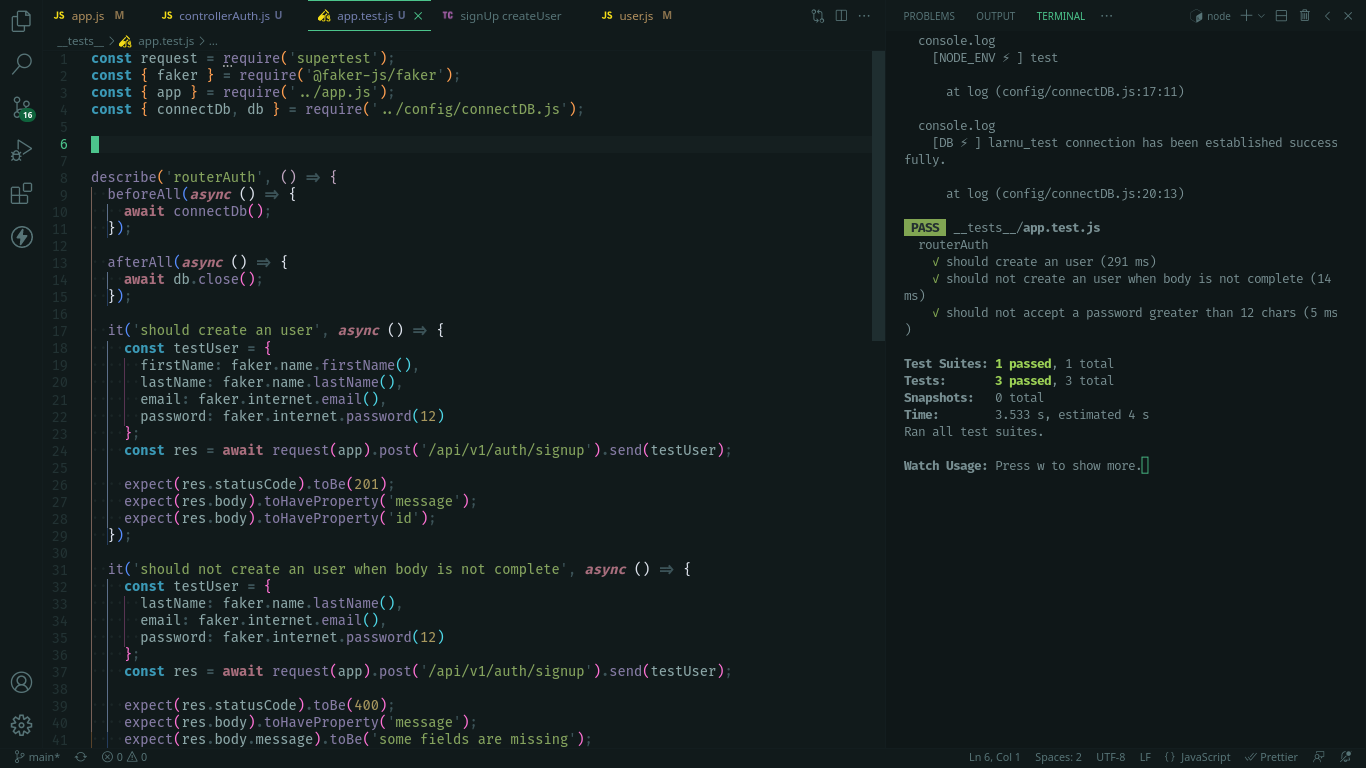 app.js M controllerAuth.js U app.test.js U signUp createUser user.js M
__tests__ > app.test.js > ...
1 const request = require('supertest');
2 const { faker } = require('@faker-js/faker');
3 const { app } = require('../app.js');
4 const { connectDb, db } = require('../config/connectDB.js');
5
6
7
8 describe('routerAuth', () => {
9 beforeAll(async () => {
10 await connectDb();
11 });
12
13 afterAll(async () => {
14 await db.close();
15 });
16
17 it('should create an user', async () => {
18 const testUser = {
19 firstName: faker.name.firstName(),
20 lastName: faker.name.lastName(),
21 email: faker.internet.email(),
22 password: faker.internet.password(12)
23 };
24 const res = await request(app).post('/api/v1/auth/signup').send(testUser);
25
26 expect(res.statusCode).toBe(201);
27 expect(res.body).toHaveProperty('message');
28 expect(res.body).toHaveProperty('id');
29 });
30
31 it('should not create an user when body is not complete', async () => {
32 const testUser = {
33 lastName: faker.name.lastName(),
34 email: faker.internet.email(),
35 password: faker.internet.password(12)
36 };
37 const res = await request(app).post('/api/v1/auth/signup').send(testUser);
38
39 expect(res.statusCode).toBe(400);
40 expect(res.body).toHaveProperty('message');
41 expect(res.body.message).toBe('some fields are missing');
PROBLEMS OUTPUT TERMINAL ··· node
console.log
[NODE_ENV ⚡ ] test
at log (config/connectDB.js:17:11)
console.log
[DB ⚡ ] larnu_test connection has been established success
fully.
at log (config/connectDB.js:20:13)
PASS __tests__/app.test.js
routerAuth
√ should create an user (291 ms)
√ should not create an user when body is not complete (14
ms)
√ should not accept a password greater than 12 chars (5 ms
)
Test Suites: 1 passed, 1 total
Tests: 3 passed, 3 total
Snapshots: 0 total
Time: 3.533 s, estimated 4 s
Ran all test suites.
Watch Usage: Press w to show more.
16
main* 0 0 Ln 6, Col 1 Spaces: 2 UTF-8 LF {} JavaScript Prettier